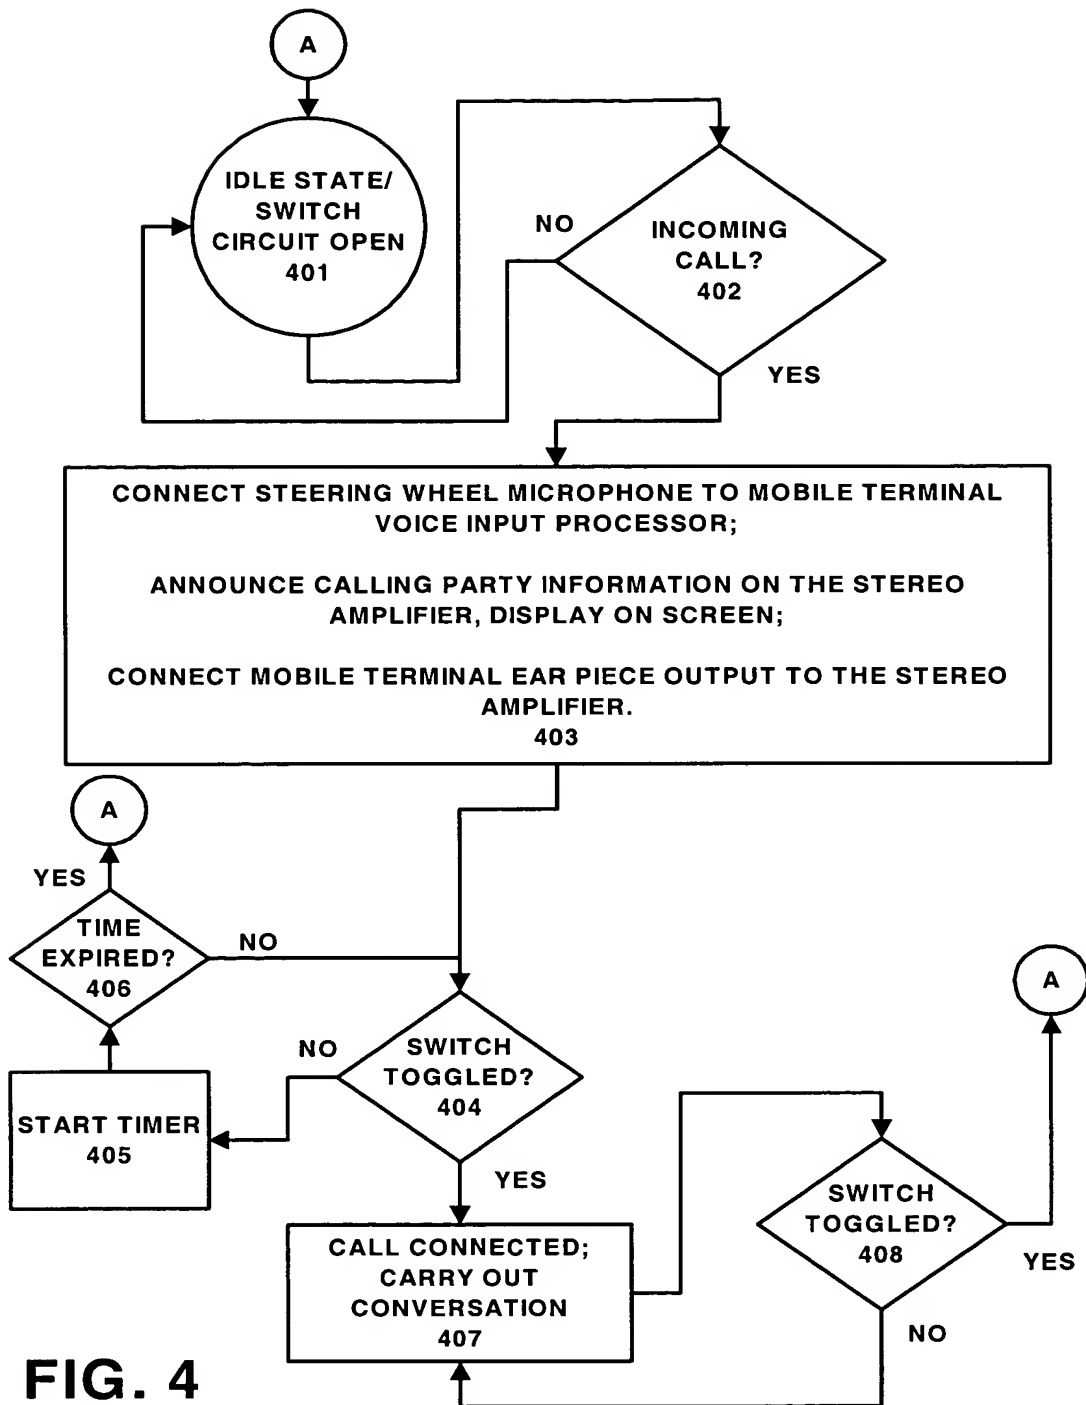 A
IDLE STATE/
SWITCH
CIRCUIT OPEN
401
NO
INCOMING
CALL?
402
YES
CONNECT STEERING WHEEL MICROPHONE TO MOBILE TERMINAL
VOICE INPUT PROCESSOR;
ANNOUNCE CALLING PARTY INFORMATION ON THE STEREO
AMPLIFIER, DISPLAY ON SCREEN;
CONNECT MOBILE TERMINAL EAR PIECE OUTPUT TO THE STEREO
AMPLIFIER.
403
A
YES
TIME
EXPIRED?
406
NO
A
NO
SWITCH
TOGGLED?
404
START TIMER
405
YES
SWITCH
TOGGLED?
408
YES
CALL CONNECTED;
CARRY OUT
CONVERSATION
407
NO
FIG. 4